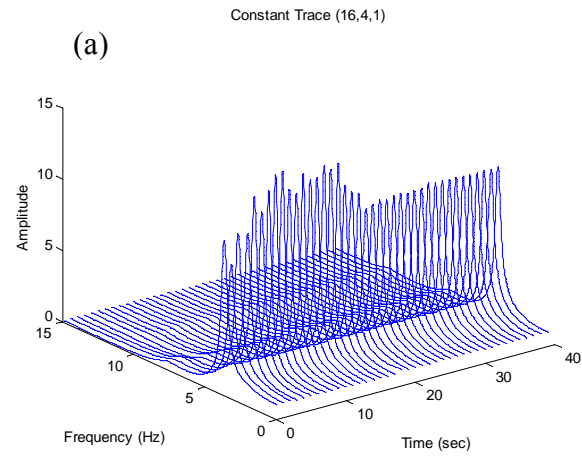 Constant Trace (16,4,1)
(a)
15
10
5
0
Amplitude
15
10
5
0
Frequency (Hz)
0
10
20
30
40
Time (sec)